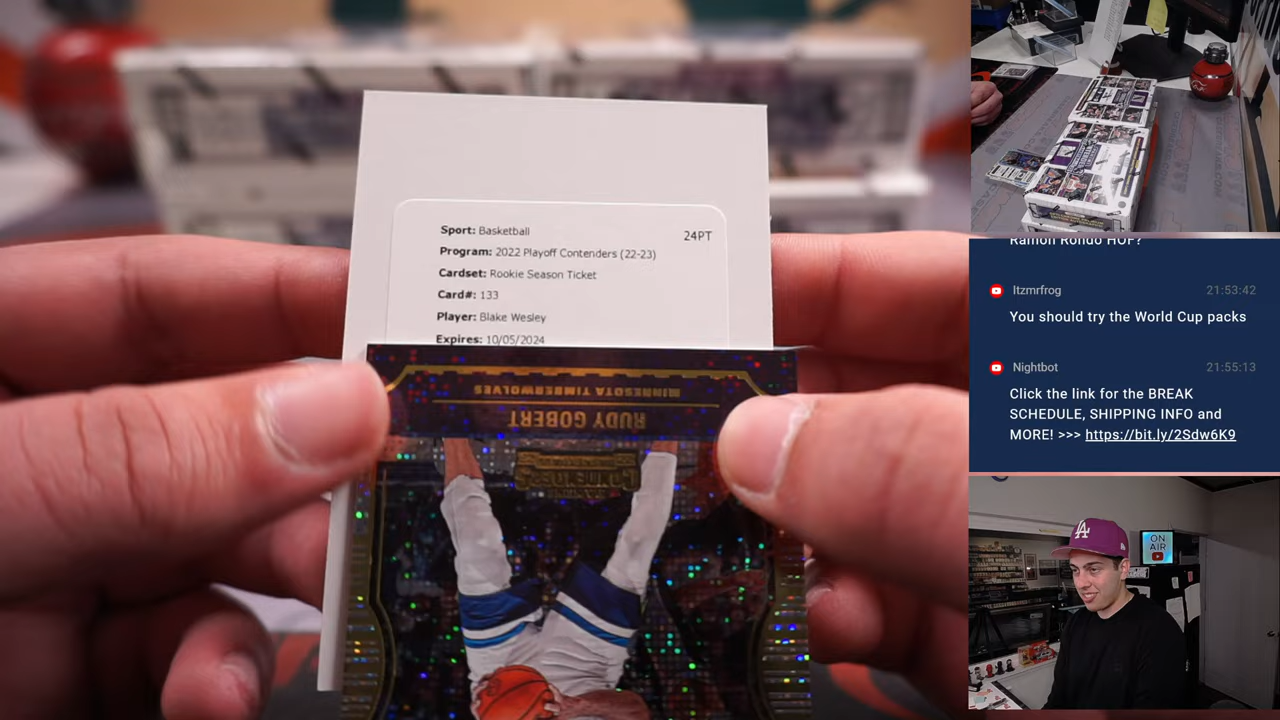 Sport: Basketball
24PT
Program: 2022 Playoff Contenders (22-23)
Cardset: Rookie Season Ticket
Card#: 133
Player: Blake Wesley
Expires: 10/05/2024
MINNESOTA TIMBERWOLVES
RUDY GOBERT
CONTENDERS
Ramon Rondo HOF?
Itzmrfrog
21:53:42
You should try the World Cup packs
Nightbot
21:55:13
Click the link for the BREAK
SCHEDULE, SHIPPING INFO and
MORE! >>> https://bit.ly/2Sdw6K9
LA
ON
AIR